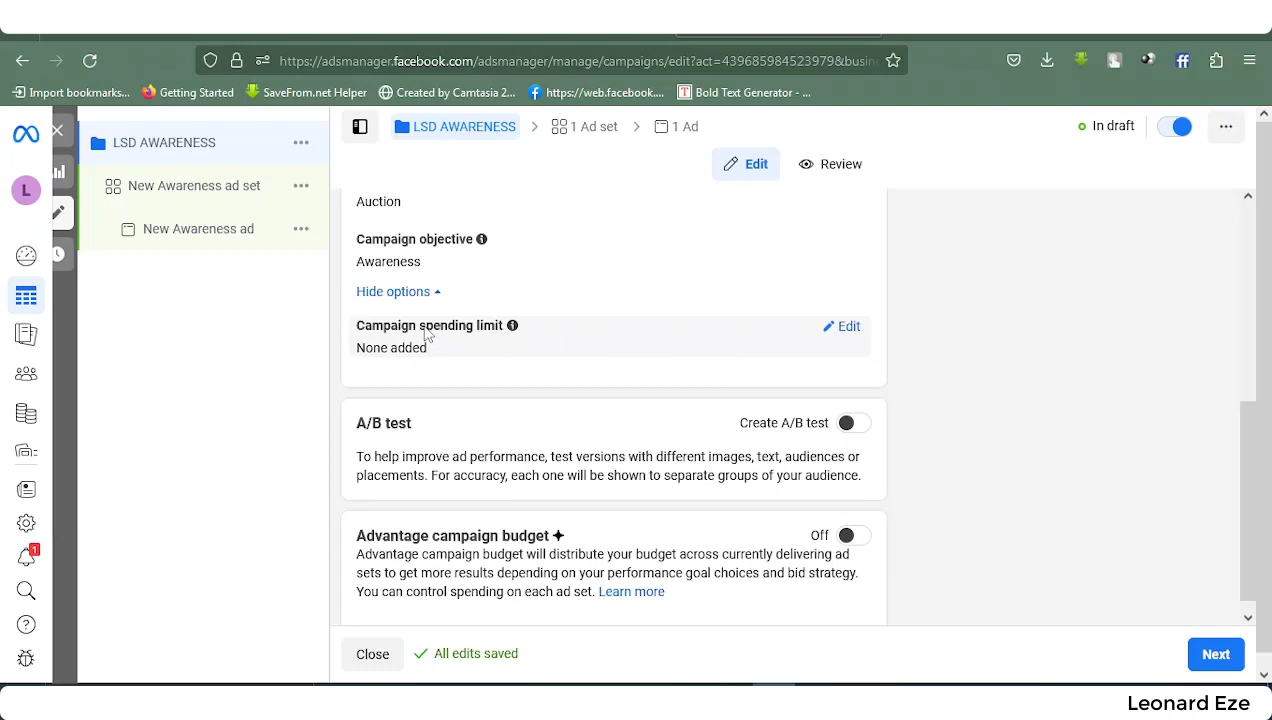 https://adsmanager.facebook.com/adsmanager/manage/campaigns/edit?act=439685984523979&busin
Import bookmarks...
Getting Started
SaveFrom.net Helper
Created by Camtasia 2...
https://web.facebook....
Bold Text Generator - ...
LSD AWARENESS
1 Ad set
1 Ad
In draft
LSD AWARENESS
Edit
Review
New Awareness ad set
L
Auction
New Awareness ad
Campaign objective
Awareness
Hide options
Campaign spending limit
Edit
None added
A/B test
Create A/B test
To help improve ad performance, test versions with different images, text, audiences or
placements. For accuracy, each one will be shown to separate groups of your audience.
Advantage campaign budget
Off
Advantage campaign budget will distribute your budget across currently delivering ad
sets to get more results depending on your performance goal choices and bid strategy.
You can control spending on each ad set. Learn more
1
Close
All edits saved
Next
Leonard Eze